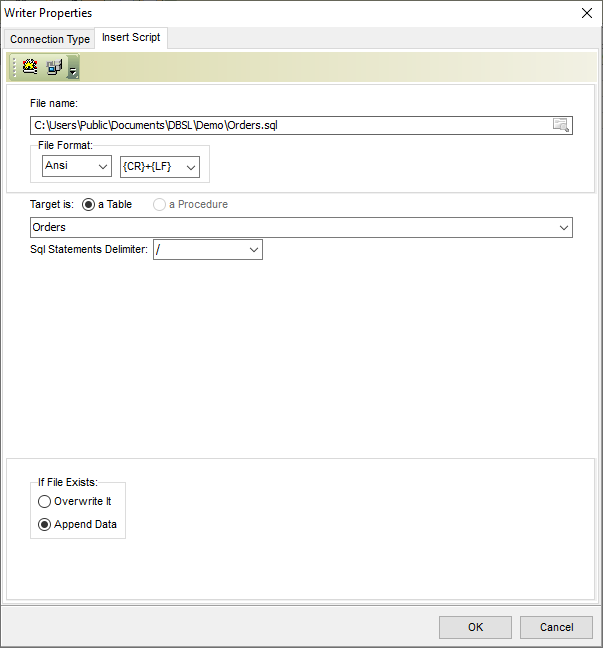 Writer Properties
Connection Type Insert Script
File name:
C:\Users\Public\Documents\DBSL\Demo\Orders.sql
File Format:
Ansi {CR}+{LF}
Target is: a Table a Procedure
Orders
Sql Statements Delimiter: /
If File Exists:
Overwrite It
Append Data
OK Cancel